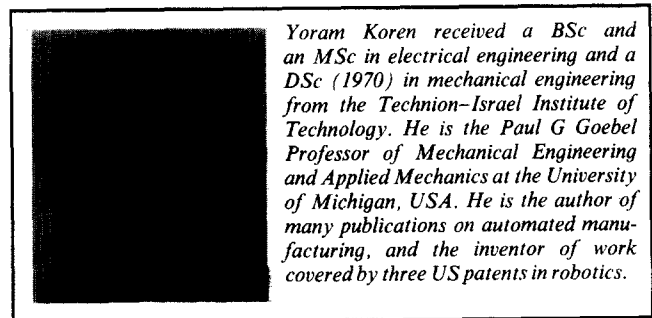 Yoram Koren received a BSc and
an MSc in electrical engineering and a
DSc (1970) in mechanical engineering
from the Technion–Israel Institute of
Technology. He is the Paul G Goebel
Professor of Mechanical Engineering
and Applied Mechanics at the University
of Michigan, USA. He is the author of
many publications on automated manu-
facturing, and the inventor of work
covered by three US patents in robotics.